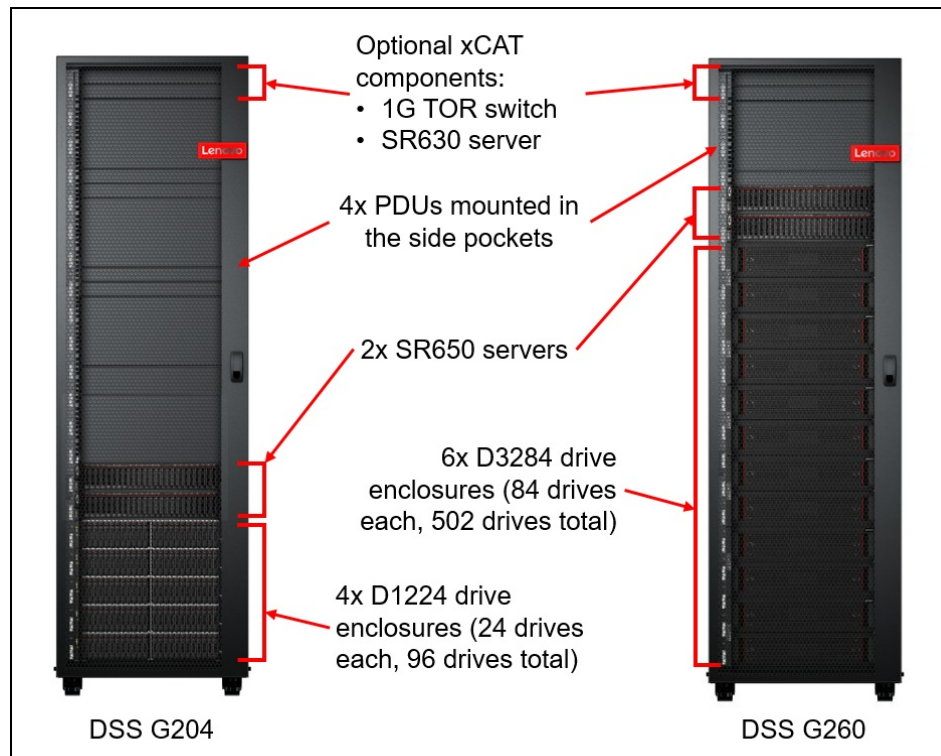 Optional xCAT
components:
• 1G TOR switch
• SR630 server
Lenovo
Lenovo
4x PDUs mounted in
the side pockets
2x SR650 servers
6x D3284 drive
enclosures (84 drives
each, 502 drives total)
4x D1224 drive
enclosures (24 drives
each, 96 drives total)
DSS G204
DSS G260